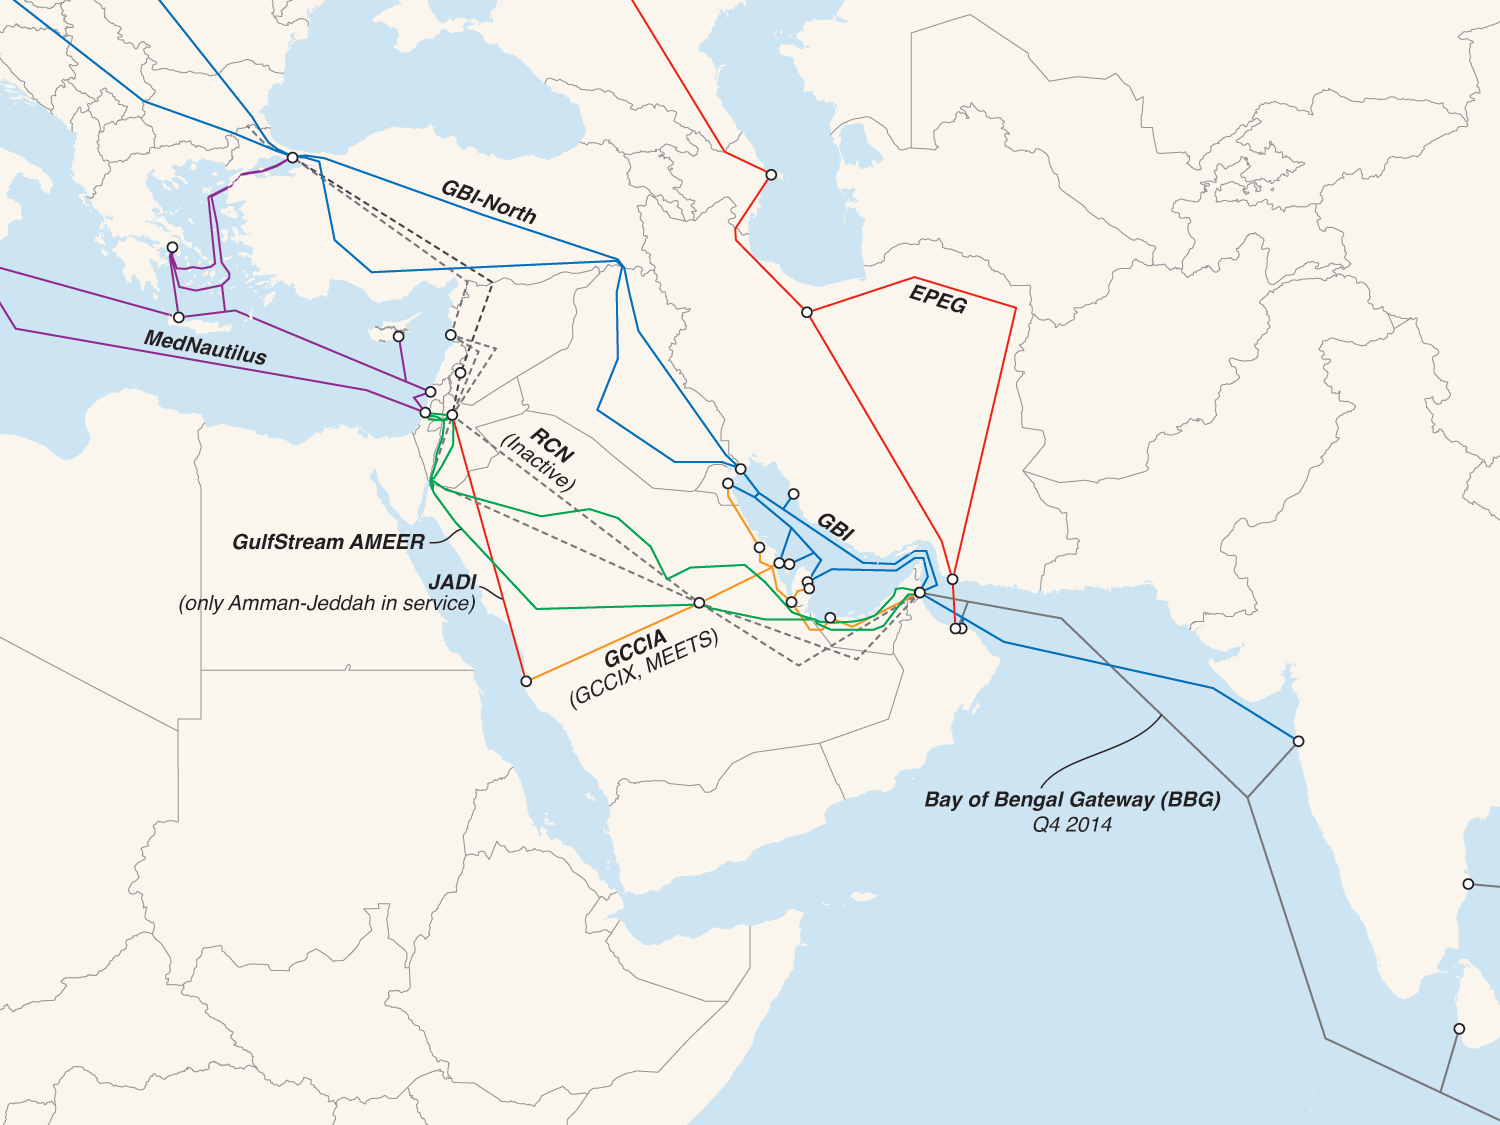 GBI-North
EPEG
MedNautilus
RCN
(Inactive)
GBI
GulfStream AMEER
JADI
(only Amman-Jeddah in service)
GCCIA
(GCCIX, MEETS)
Bay of Bengal Gateway (BBG)
Q4 2014